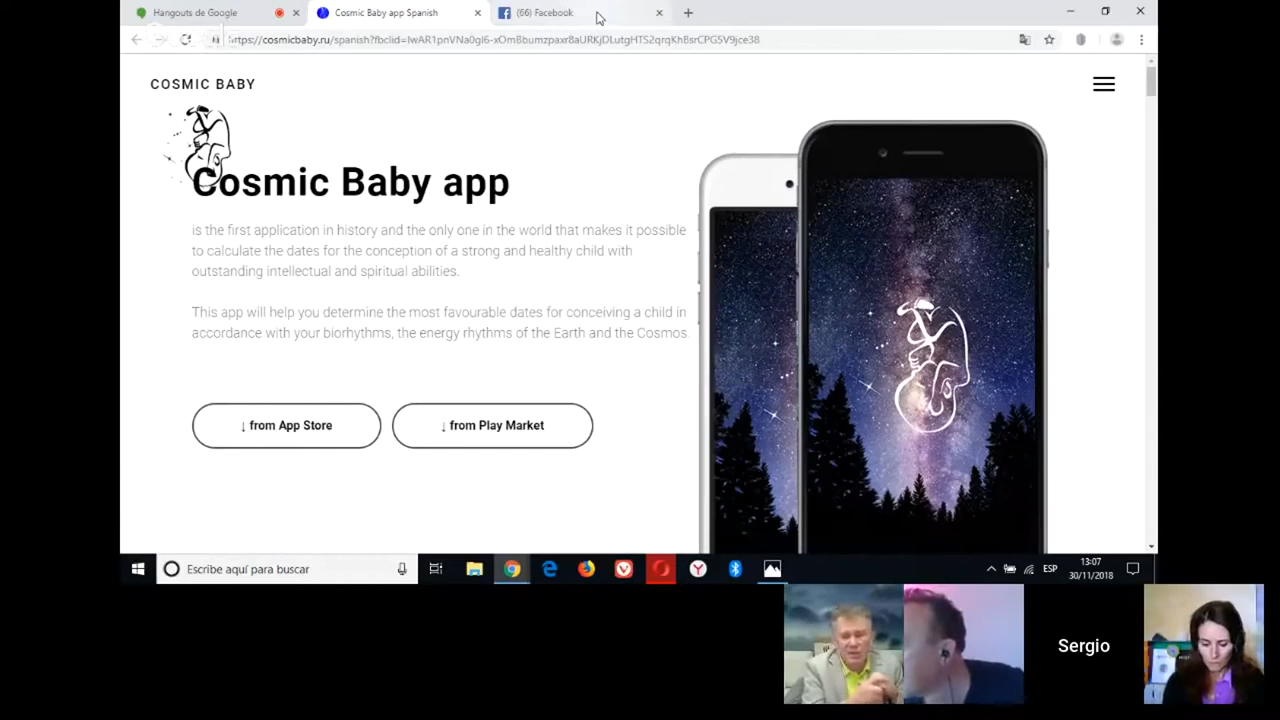 Hangouts de Google
Cosmic Baby app Spanish
(66) Facebook
COSMIC BABY
Cosmic Baby app
is the first application in history and the only one in the world that makes it possible
to calculate the dates for the conception of a strong and healthy child with
outstanding intellectual and spiritual abilities.
This app will help you determine the most favourable dates for conceiving a child in
accordance with your biorhythms, the energy rhythms of the Earth and the Cosmos.
↓ from App Store
↓ from Play Market
Escribe aquí para buscar
ESP
13:07
30/11/2018
Sergio